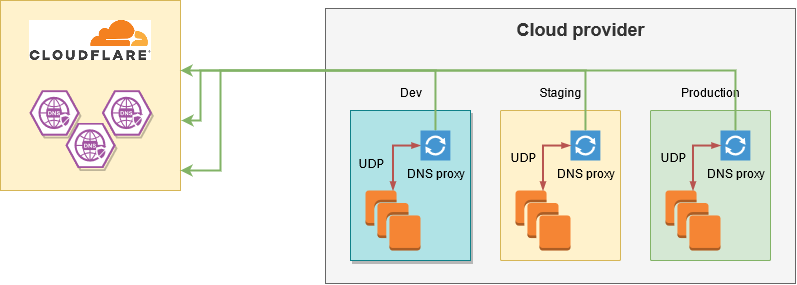 CLOUDFLARE
DNS
DNS
DNS
Cloud provider
Dev
Staging
Production
UDP
DNS proxy
UDP
DNS proxy
UDP
DNS proxy